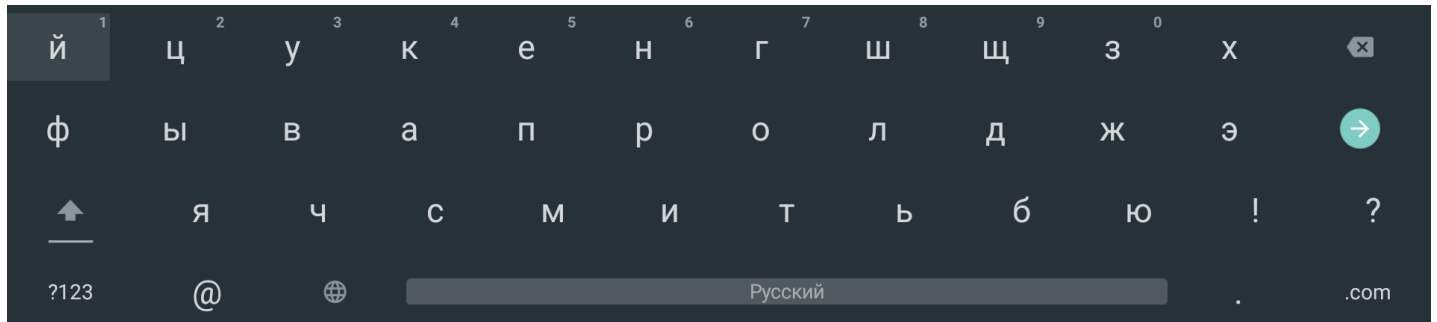 1 2 3 4 5 6 7 8 9 0
й ц у к е н г ш щ з х
ф ы в а п р о л д ж э
я ч с м и т ь б ю ! ?
?123 @ Русский . .com